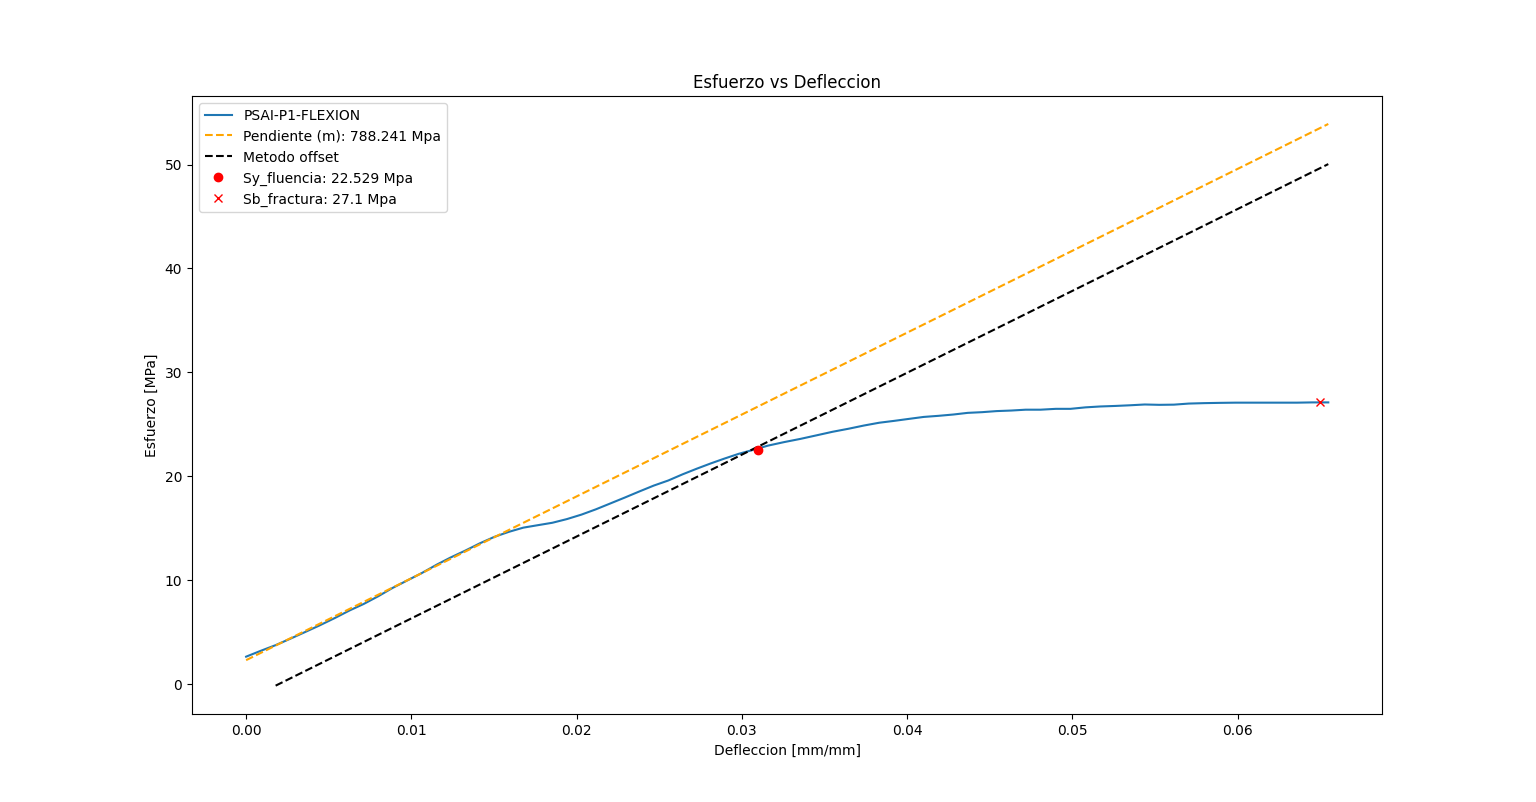 Esfuerzo vs Defleccion
PSAI-P1-FLEXION
Pendiente (m): 788.241 Mpa
Metodo offset
Sy_fluencia: 22.529 Mpa
Sb_fractura: 27.1 Mpa
50
40
30
20
10
0
Esfuerzo [MPa]
0.00 0.01 0.02 0.03 0.04 0.05 0.06
Defleccion [mm/mm]